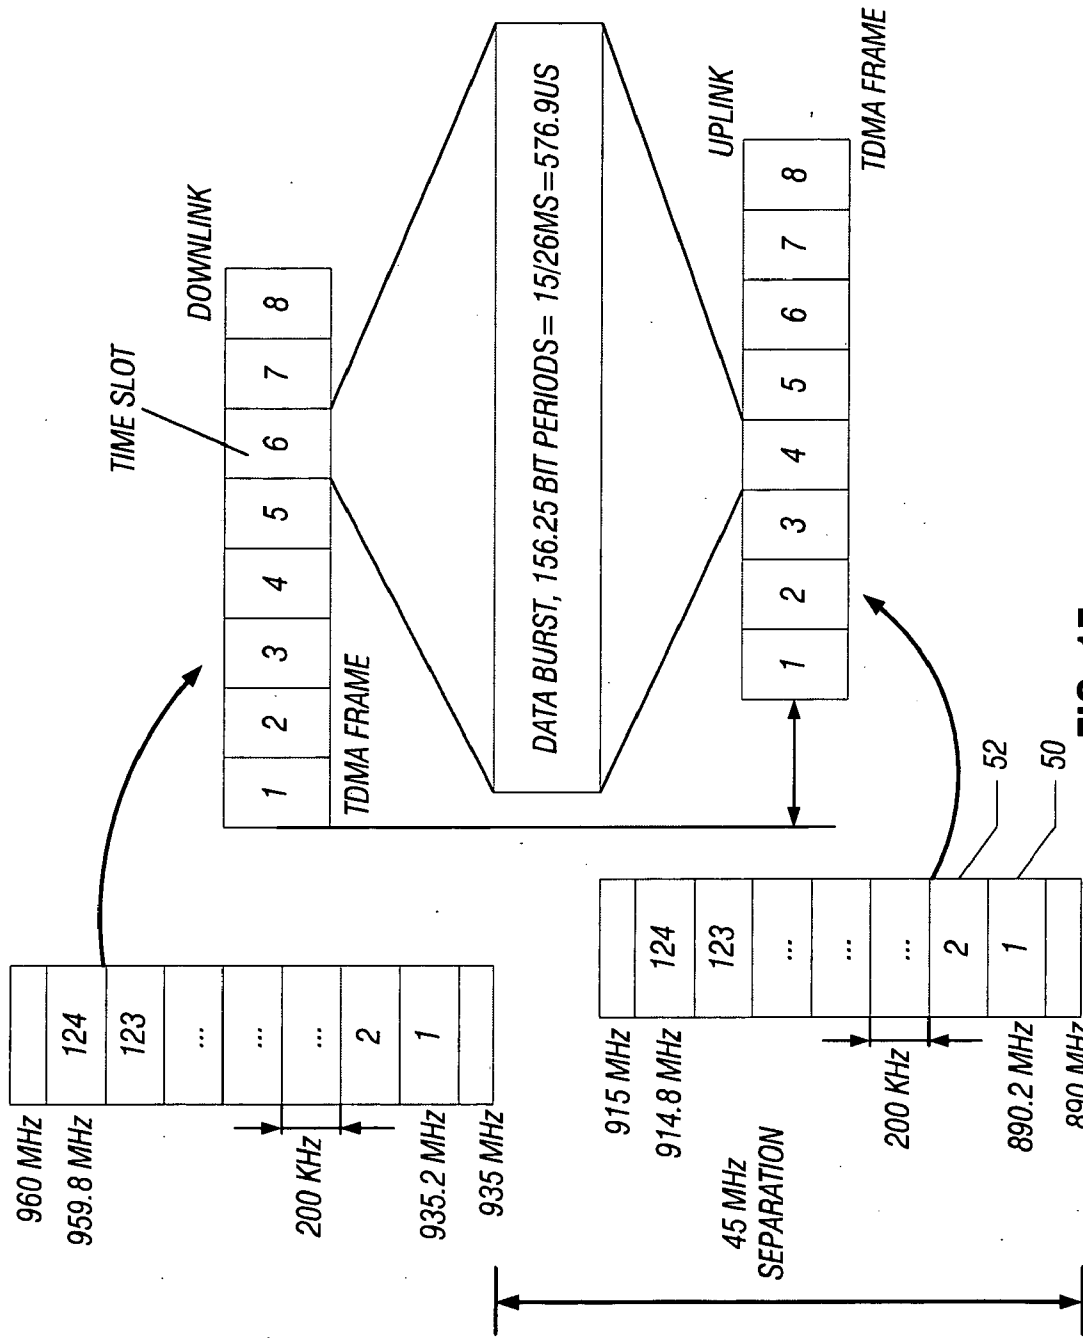 960 MHz
959.8 MHz
200 KHz
935.2 MHz
935 MHz
124
123
...
...
...
2
1
45 MHz
SEPARATION
915 MHz
914.8 MHz
200 KHz
890.2 MHz
890 MHz
124
123
...
...
...
2
1
52
50
TIME SLOT
DOWNLINK
1 2 3 4 5 6 7 8
TDMA FRAME
DATA BURST, 156.25 BIT PERIODS= 15/26MS=576.9US
UPLINK
1 2 3 4 5 6 7 8
TDMA FRAME